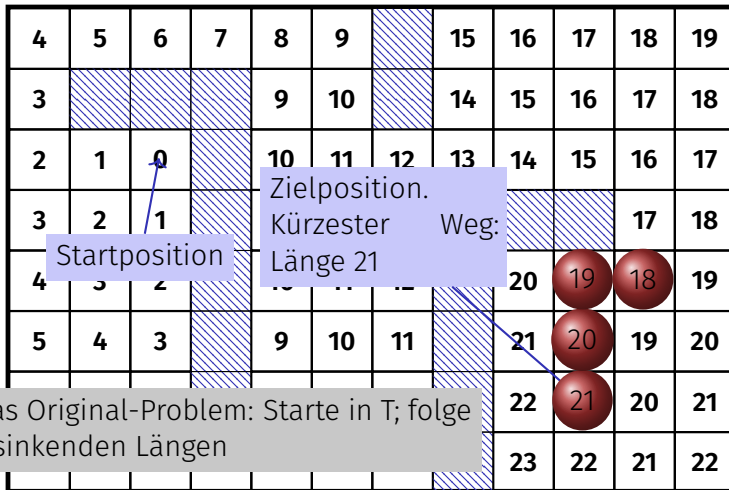 4 5 6 7 8 9 15 16 17 18 19
3 9 10 14 15 16 17 18
2 1 0 10 11 12 13 14 15 16 17
Zielposition.
Kürzester Weg:
Länge 21
3 2 1 17 18
Startposition
4 3 2 20 19 18 19
5 4 3 9 10 11 21 20 19 20
22 21 20 21
as Original-Problem: Starte in T; folge
sinkenden Längen
23 22 21 22